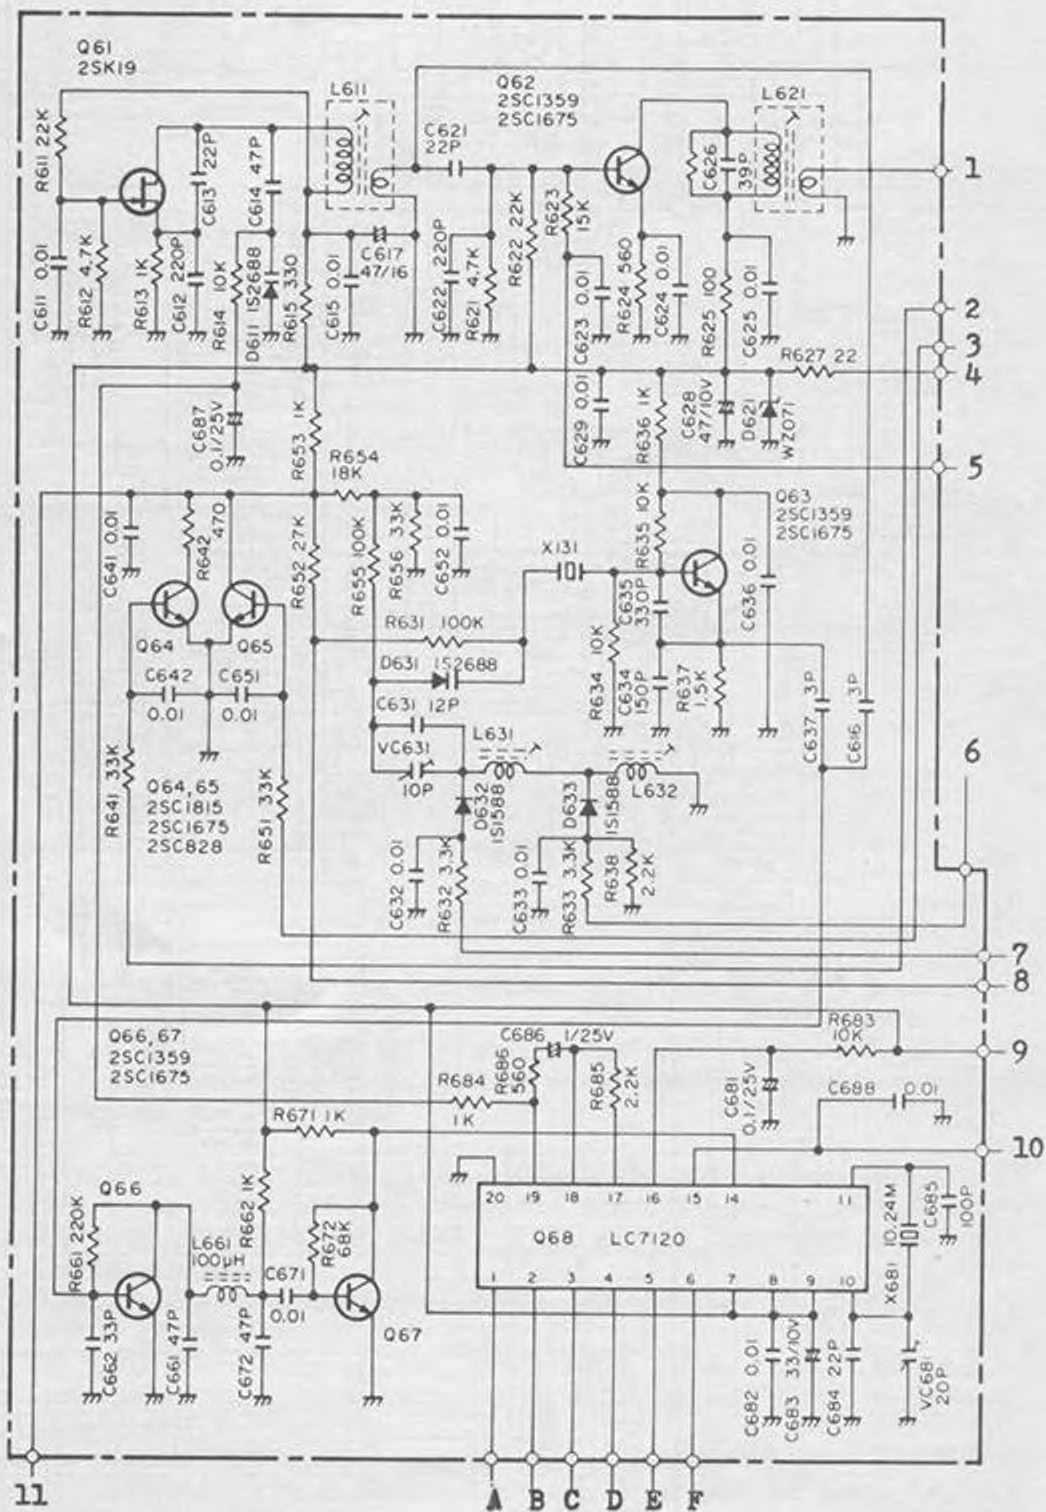 Q61
2SK19
R611 22K
C611 0.01
R612 4.7K
R613 1K
C612 220P
C613 22P
C614 47P
R614 10K
D611 1S2688
R615 330
C615 0.01
L611
C617
47/16
C621
22P
C622 220P
R621 4.7K
R622 22K
Q62
2SC1359
2SC1675
R623
15K
C623 0.01
R624 560
C624 0.01
C626
39P
L621
R625 100
C625 0.01
R627 22
C629 0.01
R636 1K
C628
47/10V
D621
WZ071
1
2
3
4
5
C687
0.1/25V
R653 1K
R654
18K
C641 0.01
R642
470
R652 27K
R655 100K
R656 33K
C652 0.01
X131
R635 10K
C635
330P
Q63
2SC1359
2SC1675
C636 0.01
Q64
Q65
R631 100K
D631 1S2688
C642
0.01
C651
0.01
C631 12P
VC631
10P
L631
R634 10K
C634
150P
R637
1.5K
C637 3P
C616 3P
6
R641 33K
Q64,65
2SC1815
2SC1675
2SC828
R651 33K
D632
1S1588
D633
1S1588
L632
C632 0.01
R632 3.3K
C633 0.01
R633 3.3K
R638
2.2K
7
8
Q66,67
2SC1359
2SC1675
C686 1/25V
R686
560
R685
2.2K
R683
10K
9
R684
1K
C681
0.1/25V
C688 0.01
R671 1K
10
Q66
R661 220K
R662 1K
R672
68K
L661
100μH
C671
0.01
Q67
C662 33P
C661 47P
C672 47P
20 19 18 17 16 15 14 11
Q68 LC7120
1 2 3 4 5 6 7 8 9 10
X681 10.24M
C685
100P
C682 0.01
C683 33/10V
C684 22P
VC681
20P
11
A B C D E F